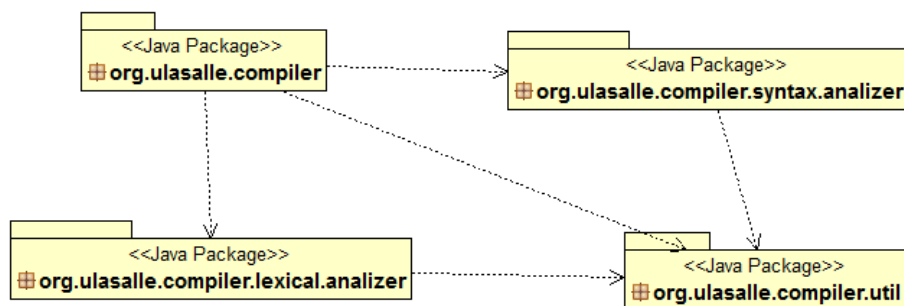 <<Java Package>>
org.ulasalle.compiler
<<Java Package>>
org.ulasalle.compiler.syntax.analizer
<<Java Package>>
org.ulasalle.compiler.lexical.analizer
<<Java Package>>
org.ulasalle.compiler.util